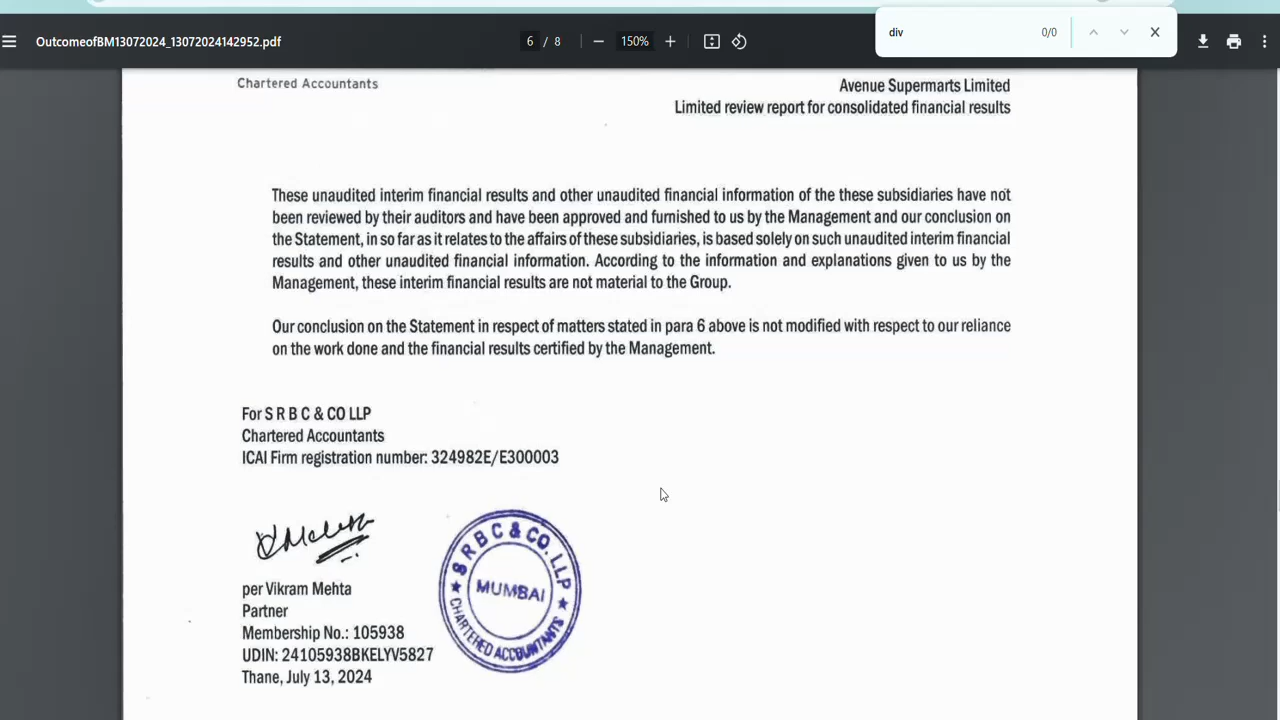 OutcomeofBM13072024_13072024142952.pdf
6 / 8
150%
div
0/0
Chartered Accountants
Avenue Supermarts Limited
Limited review report for consolidated financial results
These unaudited interim financial results and other unaudited financial information of the these subsidiaries have not
been reviewed by their auditors and have been approved and furnished to us by the Management and our conclusion on
the Statement, in so far as it relates to the affairs of these subsidiaries, is based solely on such unaudited interim financial
results and other unaudited financial information. According to the information and explanations given to us by the
Management, these interim financial results are not material to the Group.
Our conclusion on the Statement in respect of matters stated in para 6 above is not modified with respect to our reliance
on the work done and the financial results certified by the Management.
For S R B C & CO LLP
Chartered Accountants
ICAI Firm registration number: 324982E/E300003
S R B C & CO. LLP
MUMBAI
CHARTERED ACCOUNTANTS
per Vikram Mehta
Partner
Membership No.: 105938
UDIN: 24105938BKELYV5827
Thane, July 13, 2024